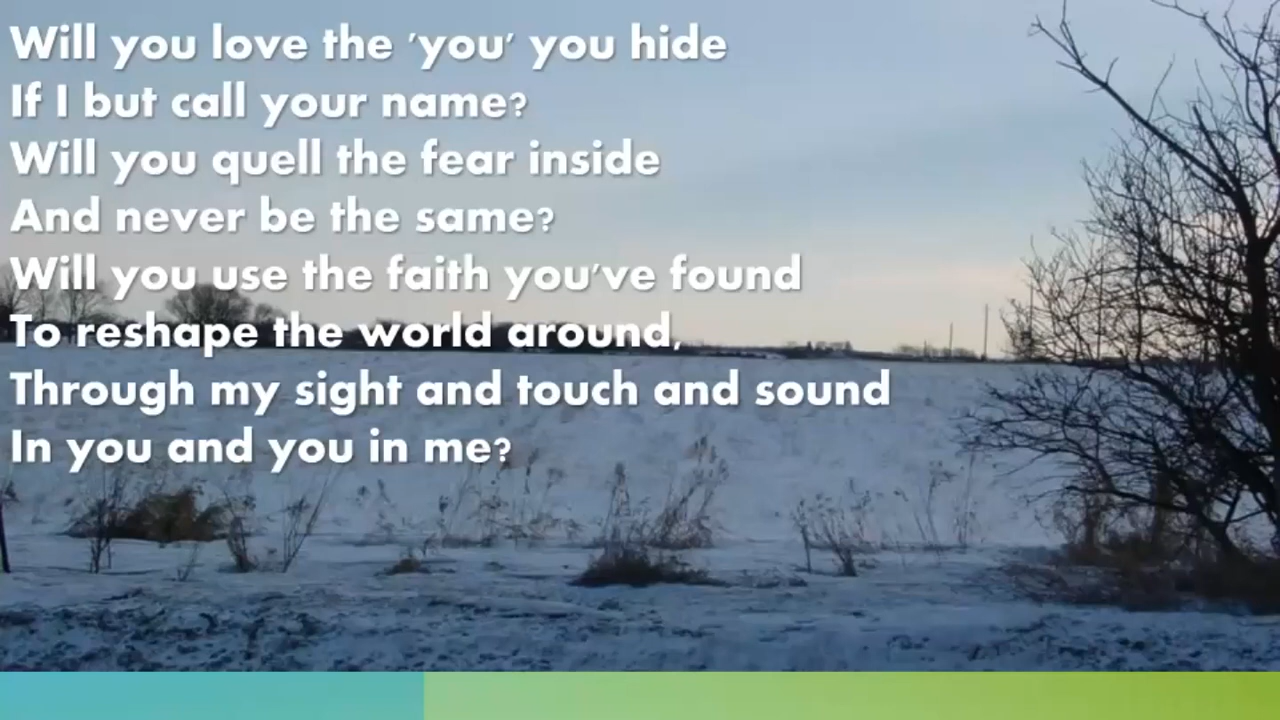 Will you love the ’you’ you hide
If I but call your name?
Will you quell the fear inside
And never be the same?
Will you use the faith you’ve found
To reshape the world around,
Through my sight and touch and sound
In you and you in me?